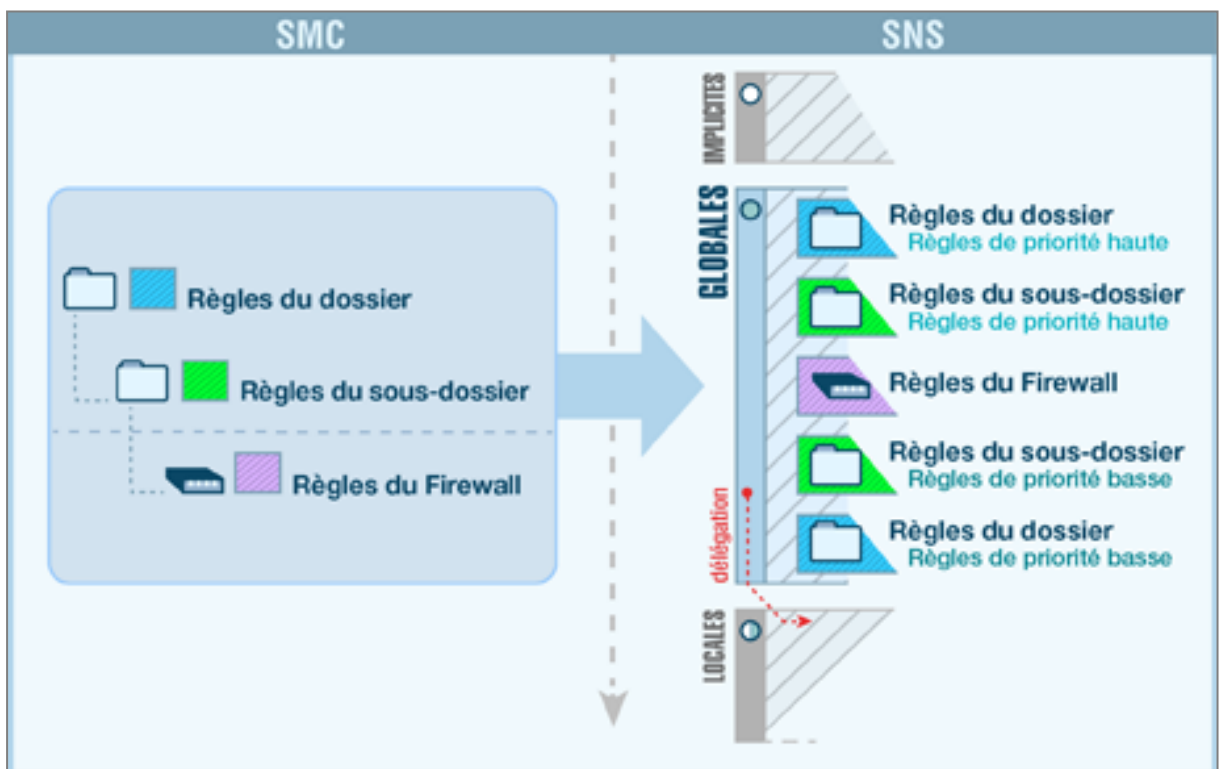 SMC
SNS
Règles du dossier
Règles du sous-dossier
Règles du Firewall
IMPLICITES
GLOBALES
Règles du dossier
Règles de priorité haute
Règles du sous-dossier
Règles de priorité haute
Règles du Firewall
Règles du sous-dossier
Règles de priorité basse
Règles du dossier
Règles de priorité basse
délégation
LOCALES